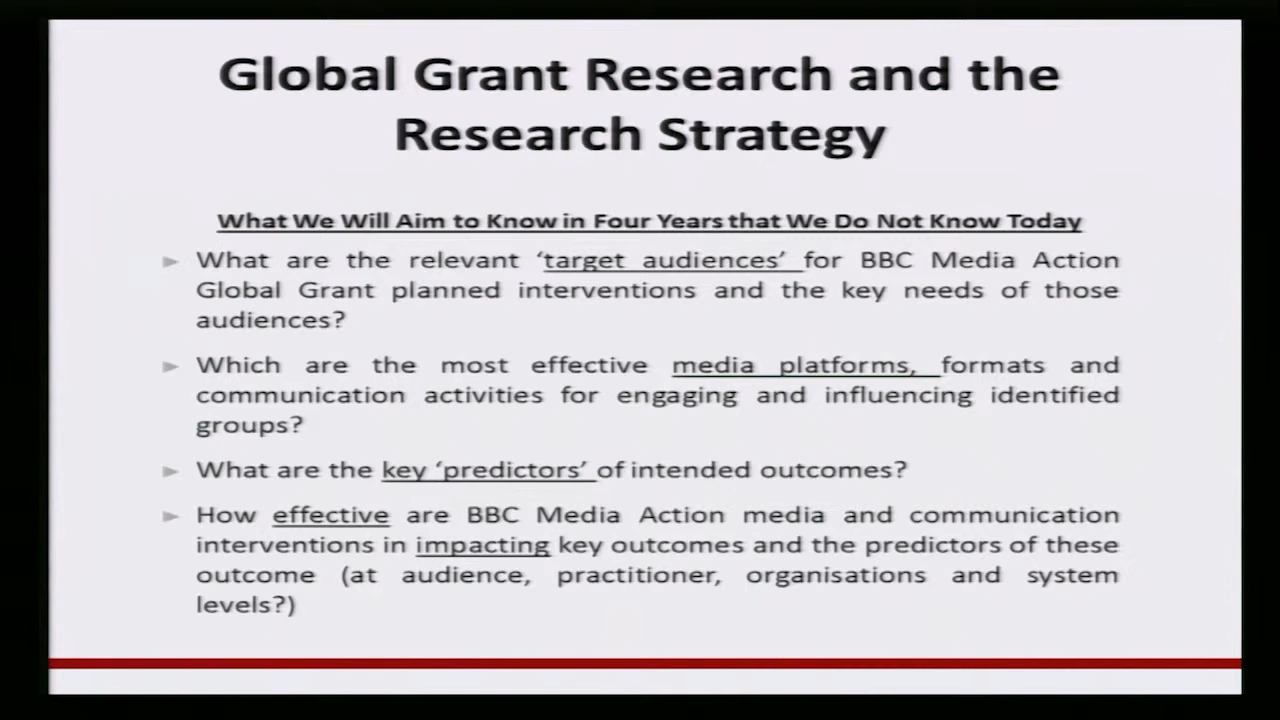 Global Grant Research and the
Research Strategy
What We Will Aim to Know in Four Years that We Do Not Know Today
What are the relevant ‘target audiences’ for BBC Media Action
Global Grant planned interventions and the key needs of those
audiences?
Which are the most effective media platforms, formats and
communication activities for engaging and influencing identified
groups?
What are the key ‘predictors’ of intended outcomes?
How effective are BBC Media Action media and communication
interventions in impacting key outcomes and the predictors of these
outcome (at audience, practitioner, organisations and system
levels?)